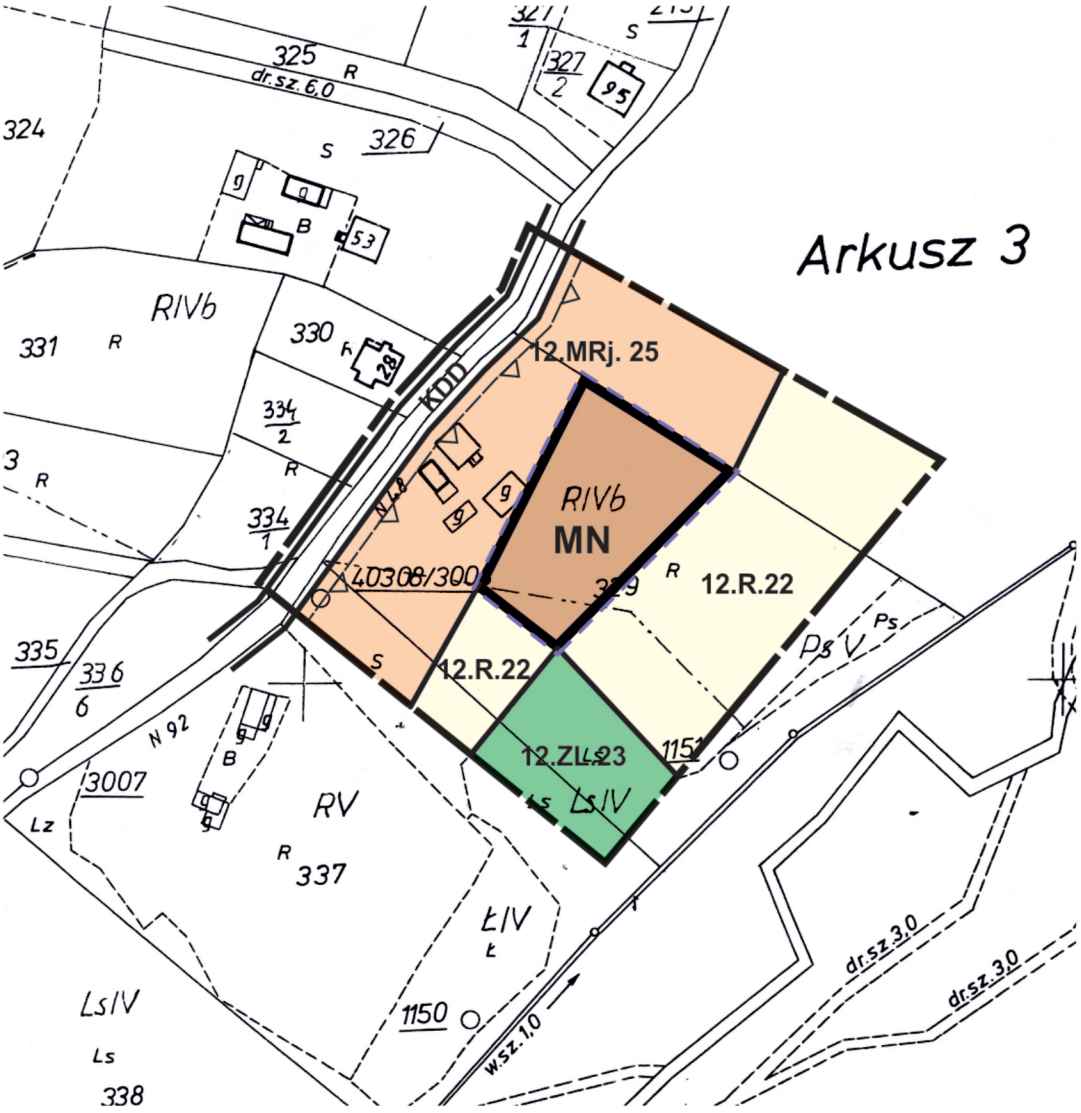 327
1
S
215
325
R
dr.sz. 6,0
327
2
95
324
326
S
g
g
B
53
Arkusz 3
RIVb
331
R
330
R
28
KDD
12.MRj. 25
334
2
3
R
R
334
1
N 48
g
g
RIVb
MN
40308/300
329
R
12.R.22
Ps V
Ps
335
336
6
S
12.R.22
N 92
g
B
g
3007
Lz
RV
R
337
12.ZL.23
Ls
Ls
LsIV
1151
ŁIV
Ł
dr.sz.3,0
dr.sz.3,0
LsIV
Ls
338
1150
w.sz. 1,0